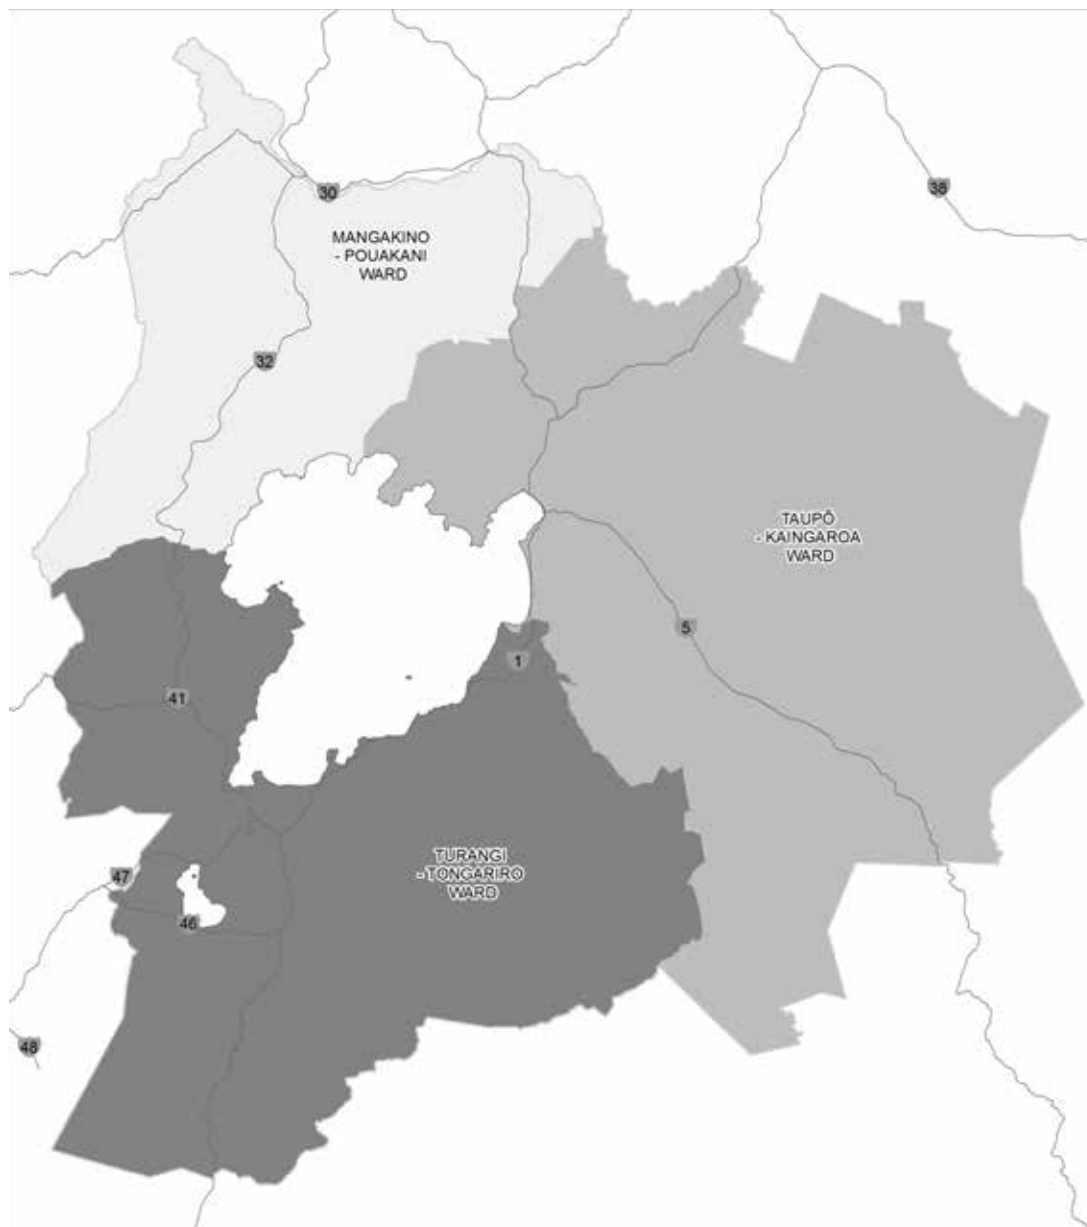 38
30
MANGAKINO
- POUAKANI
WARD
32
TAUPŌ
- KAINGAROA
WARD
5
1
41
TURANGI
- TONGARIRO
WARD
47
46
48